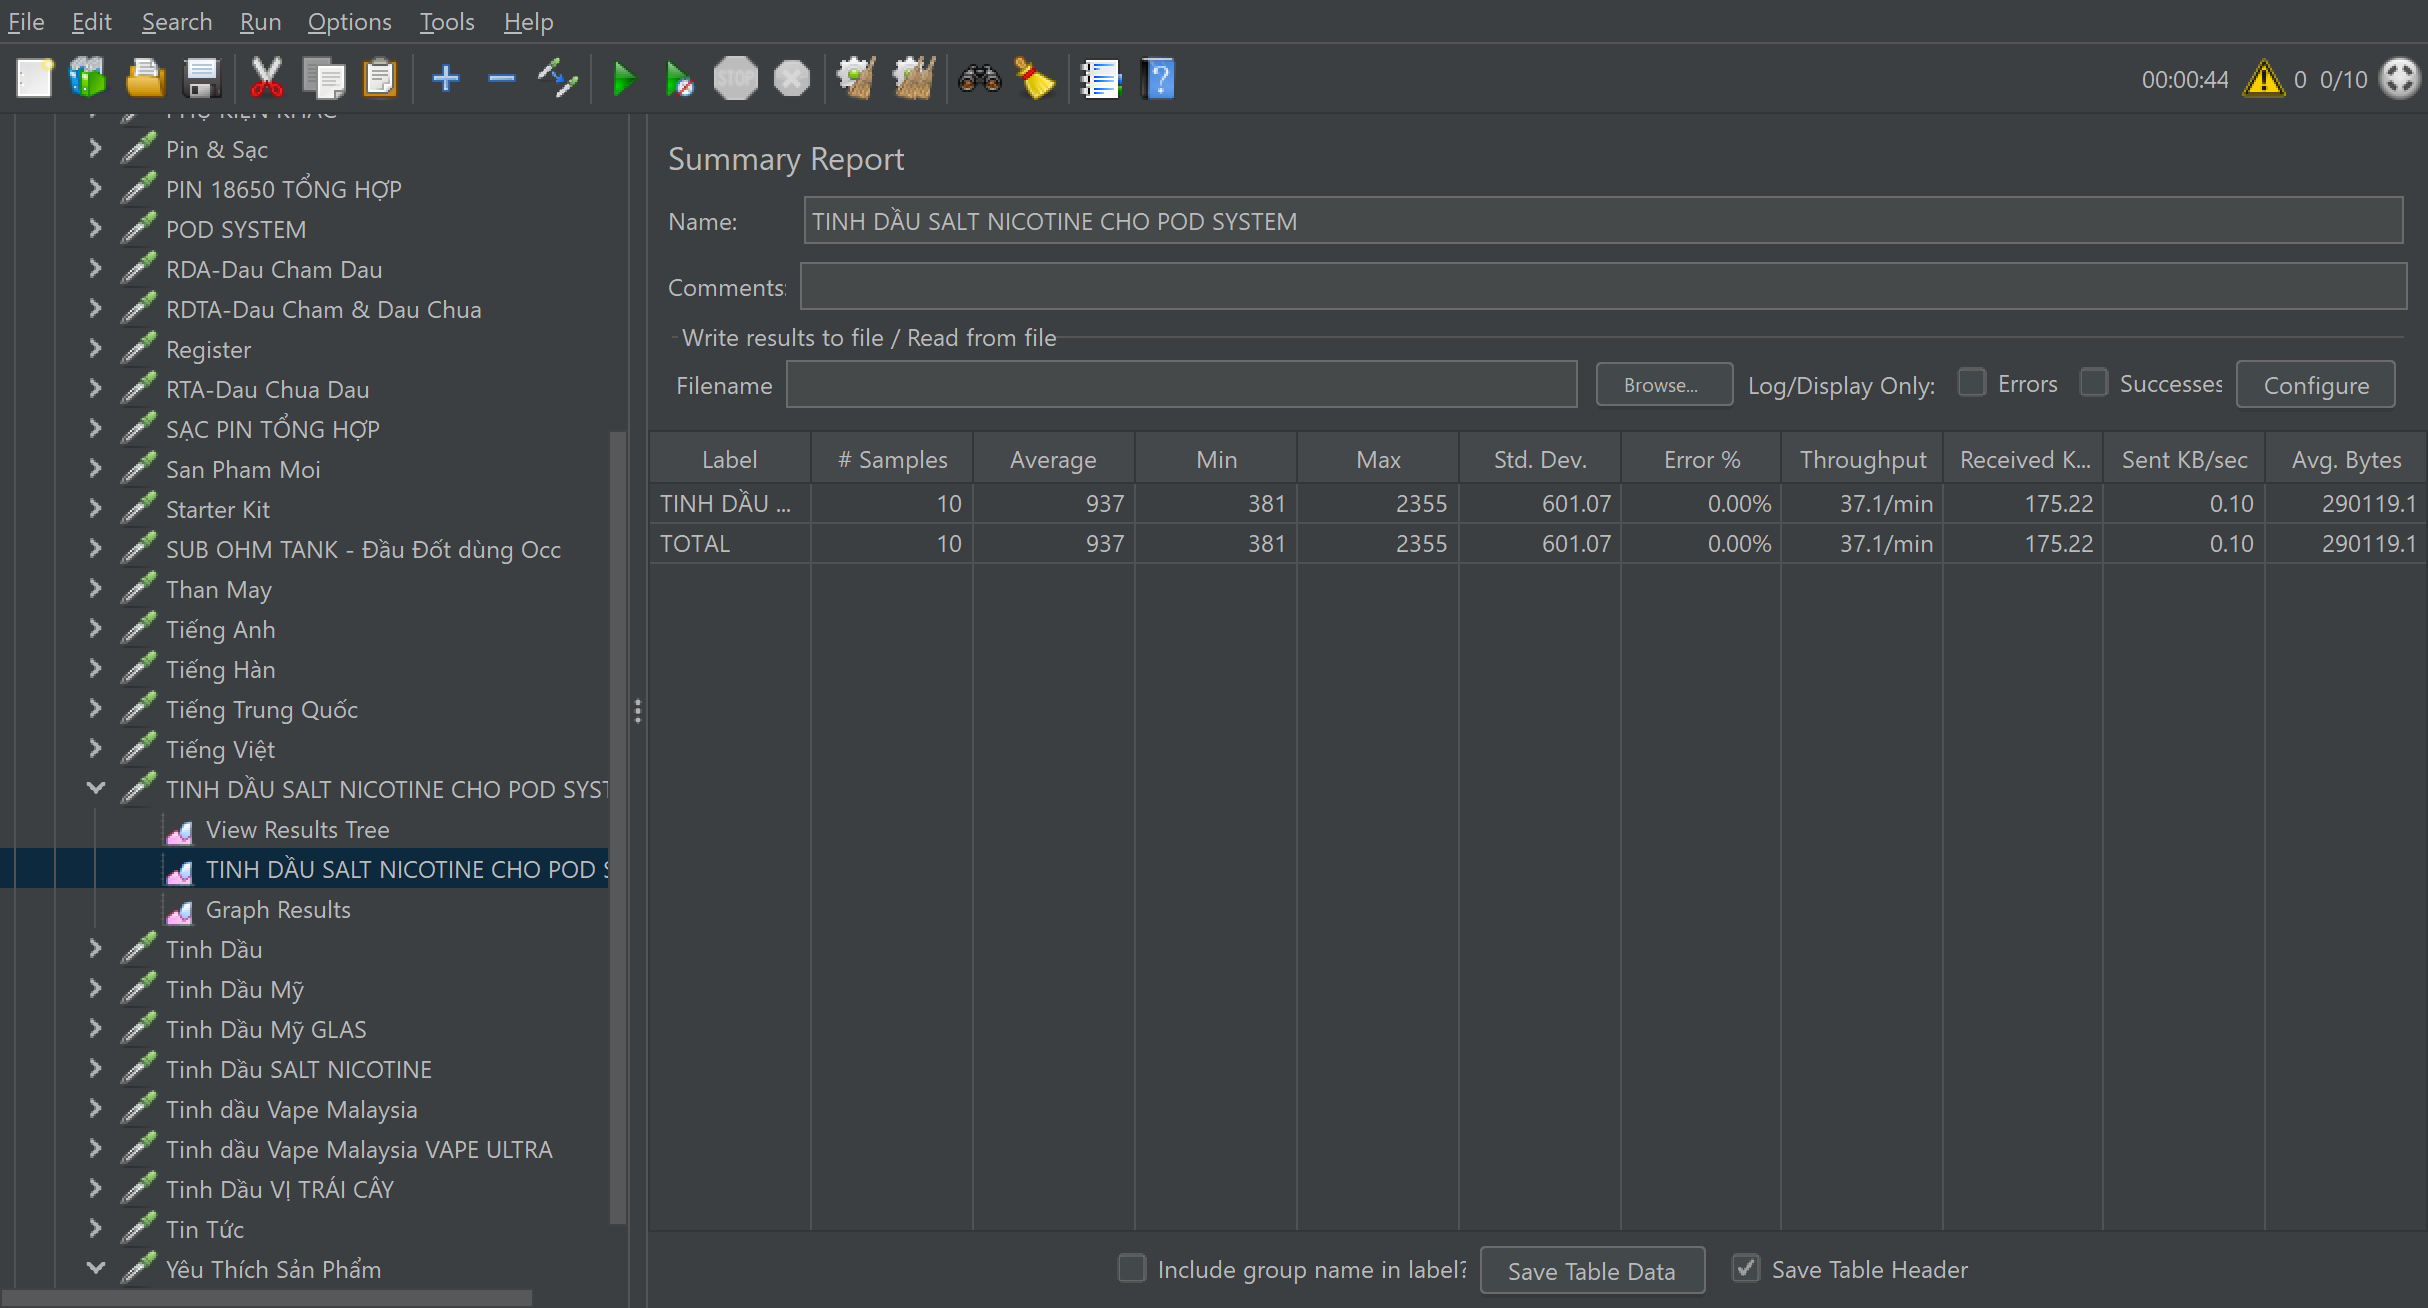 File Edit Search Run Options Tools Help
STOP
00:00:44 0 0/10
Pin & Sạc
PIN 18650 TỔNG HỢP
POD SYSTEM
RDA-Dau Cham Dau
RDTA-Dau Cham & Dau Chua
Register
RTA-Dau Chua Dau
SẠC PIN TỔNG HỢP
San Pham Moi
Starter Kit
SUB OHM TANK - Đầu Đốt dùng Occ
Than May
Tiếng Anh
Tiếng Hàn
Tiếng Trung Quốc
Tiếng Việt
TINH DẦU SALT NICOTINE CHO POD SYST
View Results Tree
TINH DẦU SALT NICOTINE CHO POD S
Graph Results
Tinh Dầu
Tinh Dầu Mỹ
Tinh Dầu Mỹ GLAS
Tinh Dầu SALT NICOTINE
Tinh dầu Vape Malaysia
Tinh dầu Vape Malaysia VAPE ULTRA
Tinh Dầu VỊ TRÁI CÂY
Tin Tức
Yêu Thích Sản Phẩm
Summary Report
Name: TINH DẦU SALT NICOTINE CHO POD SYSTEM
Comments:
Write results to file / Read from file
Filename Browse... Log/Display Only: Errors Successes Configure
Label # Samples Average Min Max Std. Dev. Error % Throughput Received K... Sent KB/sec Avg. Bytes
TINH DẦU ... 10 937 381 2355 601.07 0.00% 37.1/min 175.22 0.10 290119.1
TOTAL 10 937 381 2355 601.07 0.00% 37.1/min 175.22 0.10 290119.1
Include group name in label? Save Table Data Save Table Header